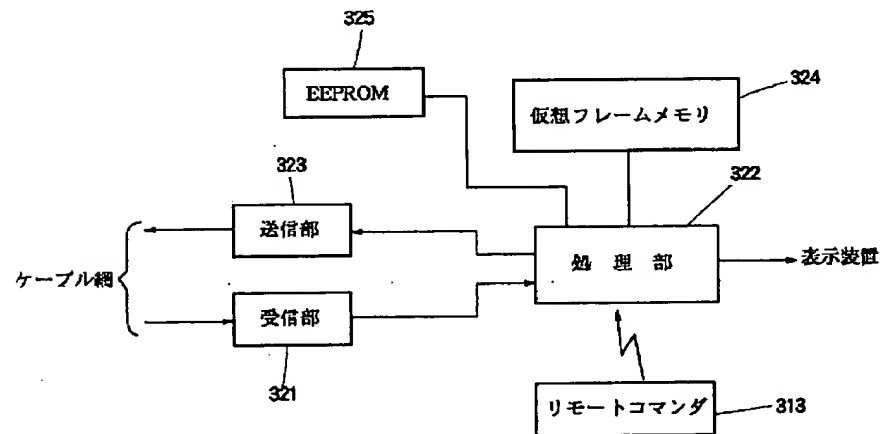 325
EEPROM
324
仮想フレームメモリ
323
322
送信部
処理部
表示装置
ケーブル網
受信部
321
リモートコマンダ
313